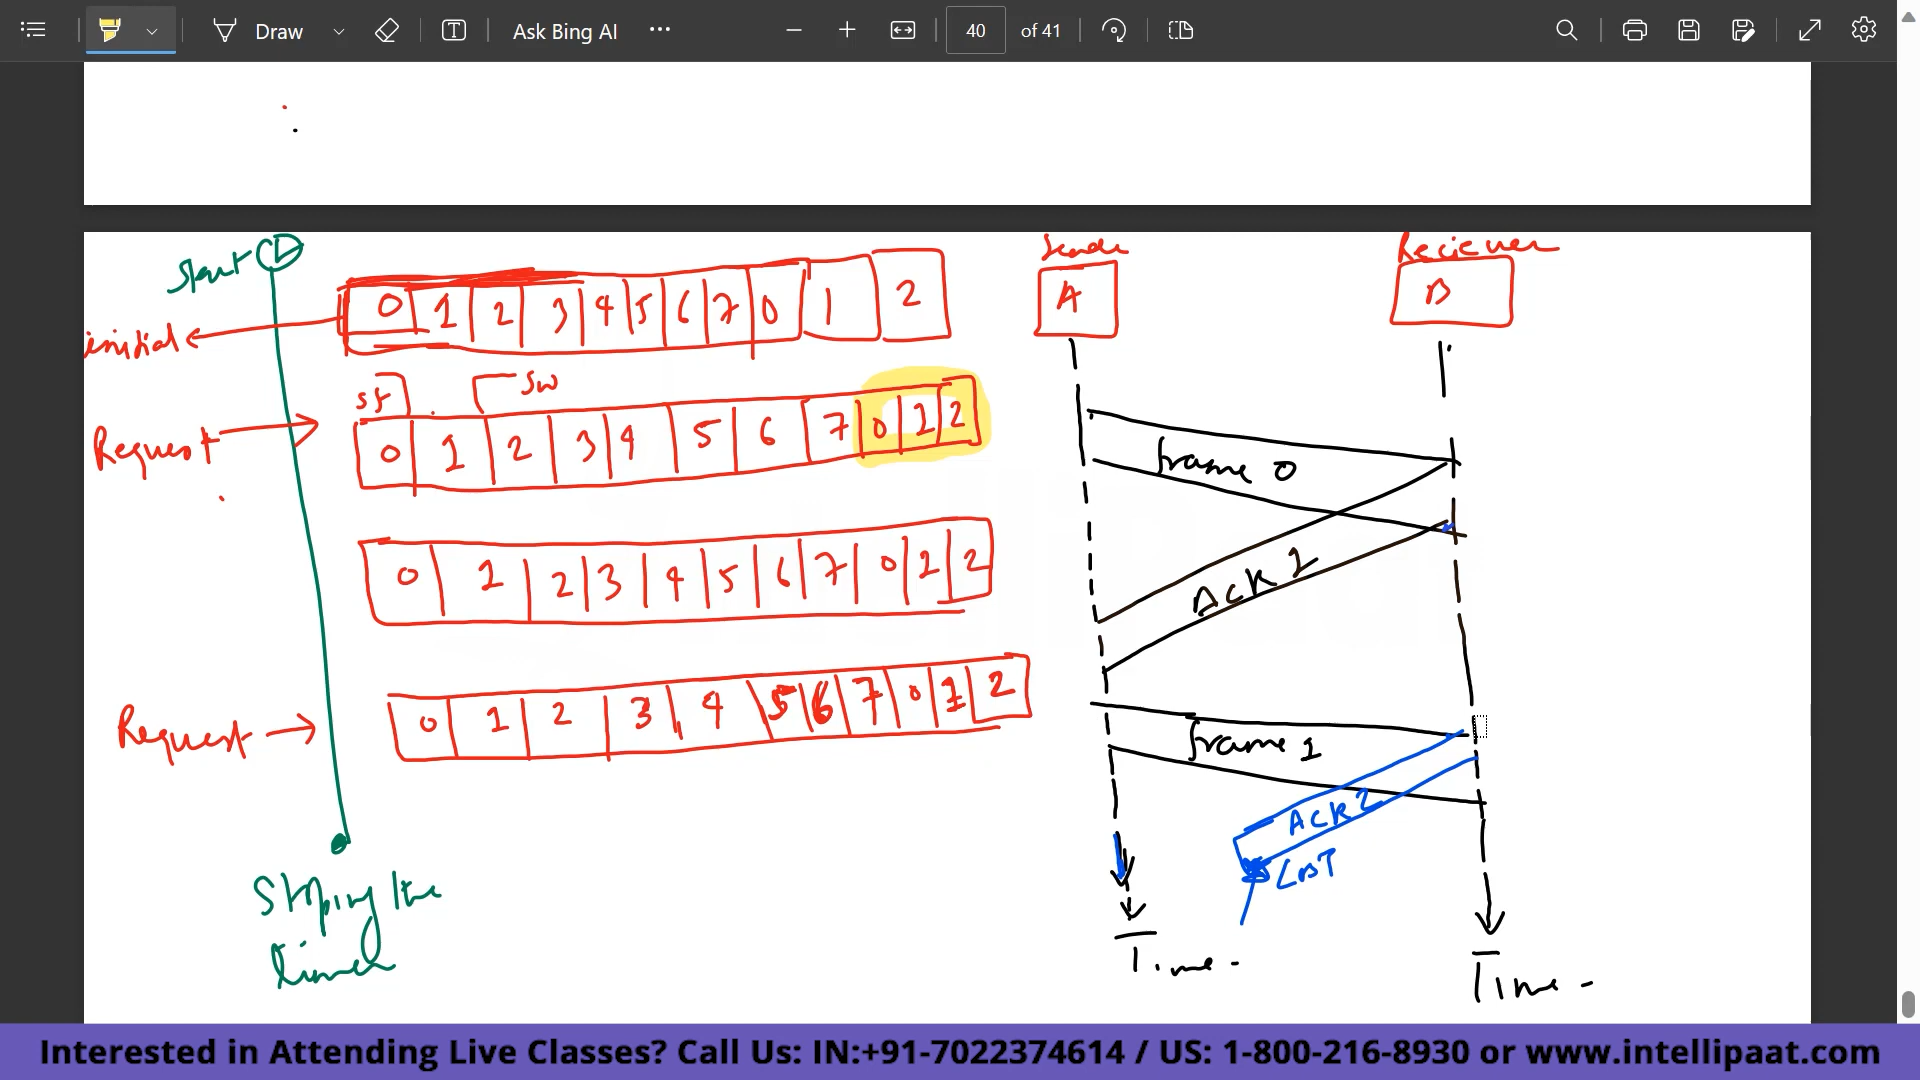 Draw
Ask Bing AI
40 of 41
Start
initial
0 1 2 3 4 5 6 7 0 1 2
Sender
A
Reciever
B
Sf
Sw
Request
0 1 2 3 4 5 6 7 0 1 2
frame 0
ACK 1
0 1 2 3 4 5 6 7 0 1 2
Request
0 1 2 3 4 5 6 7 0 1 2
frame 1
ACK 2
LOST
Stoping the
timer
Time -
Time -
Interested in Attending Live Classes? Call Us: IN:+91-7022374614 / US: 1-800-216-8930 or www.intellipaat.com